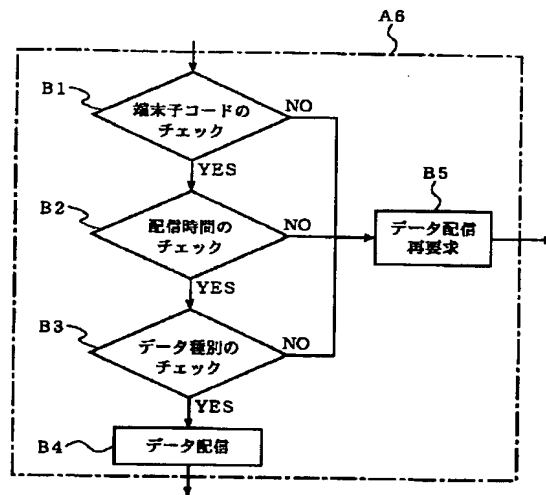 A6
B1
端末子コードの
チェック
NO
YES
B2
配信時間の
チェック
NO
B5
データ配信
再要求
YES
B3
データ種別の
チェック
NO
YES
B4
データ配信